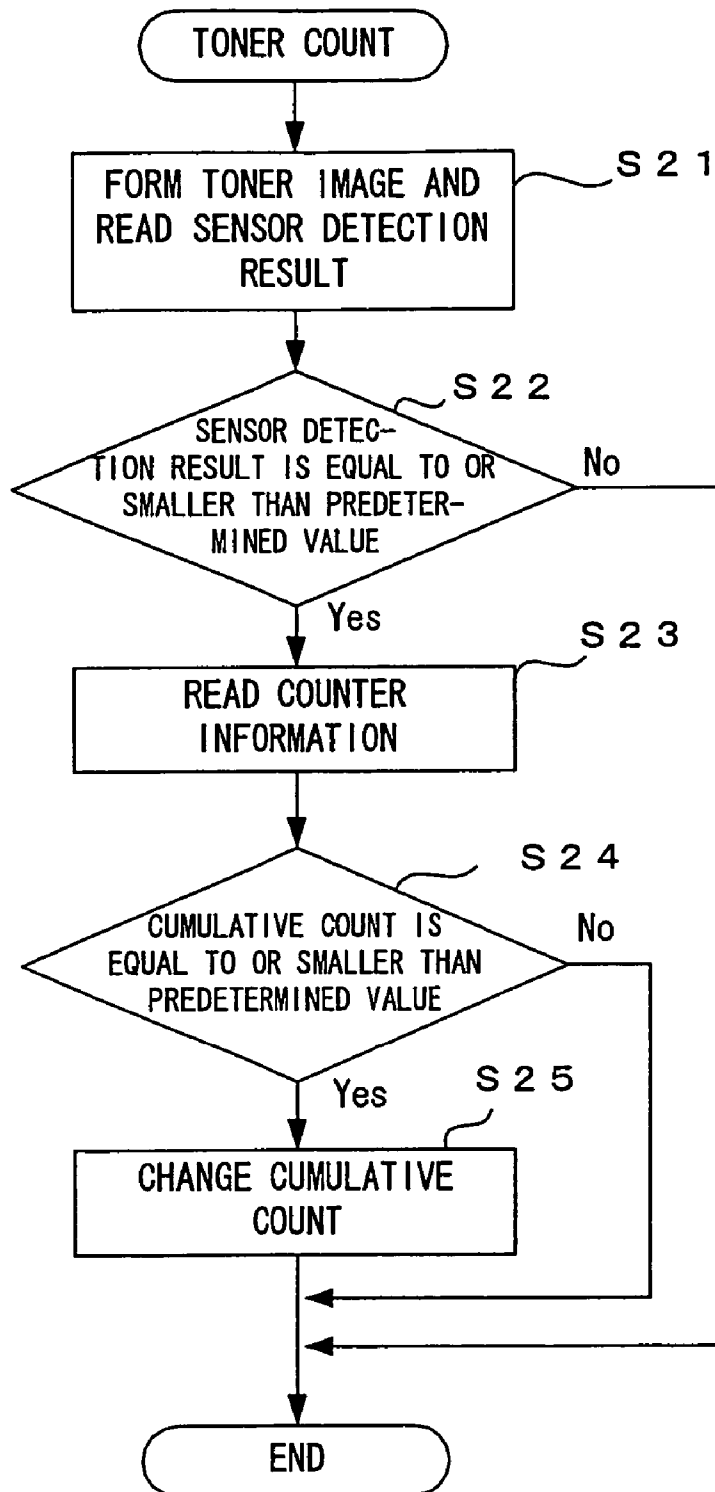 TONER COUNT
S21
FORM TONER IMAGE AND
READ SENSOR DETECTION
RESULT
S22
SENSOR DETEC-
TION RESULT IS EQUAL TO OR
SMALLER THAN PREDETER-
MINED VALUE
No
Yes
S23
READ COUNTER
INFORMATION
S24
CUMULATIVE COUNT IS
EQUAL TO OR SMALLER THAN
PREDETERMINED VALUE
No
Yes
S25
CHANGE CUMULATIVE
COUNT
END